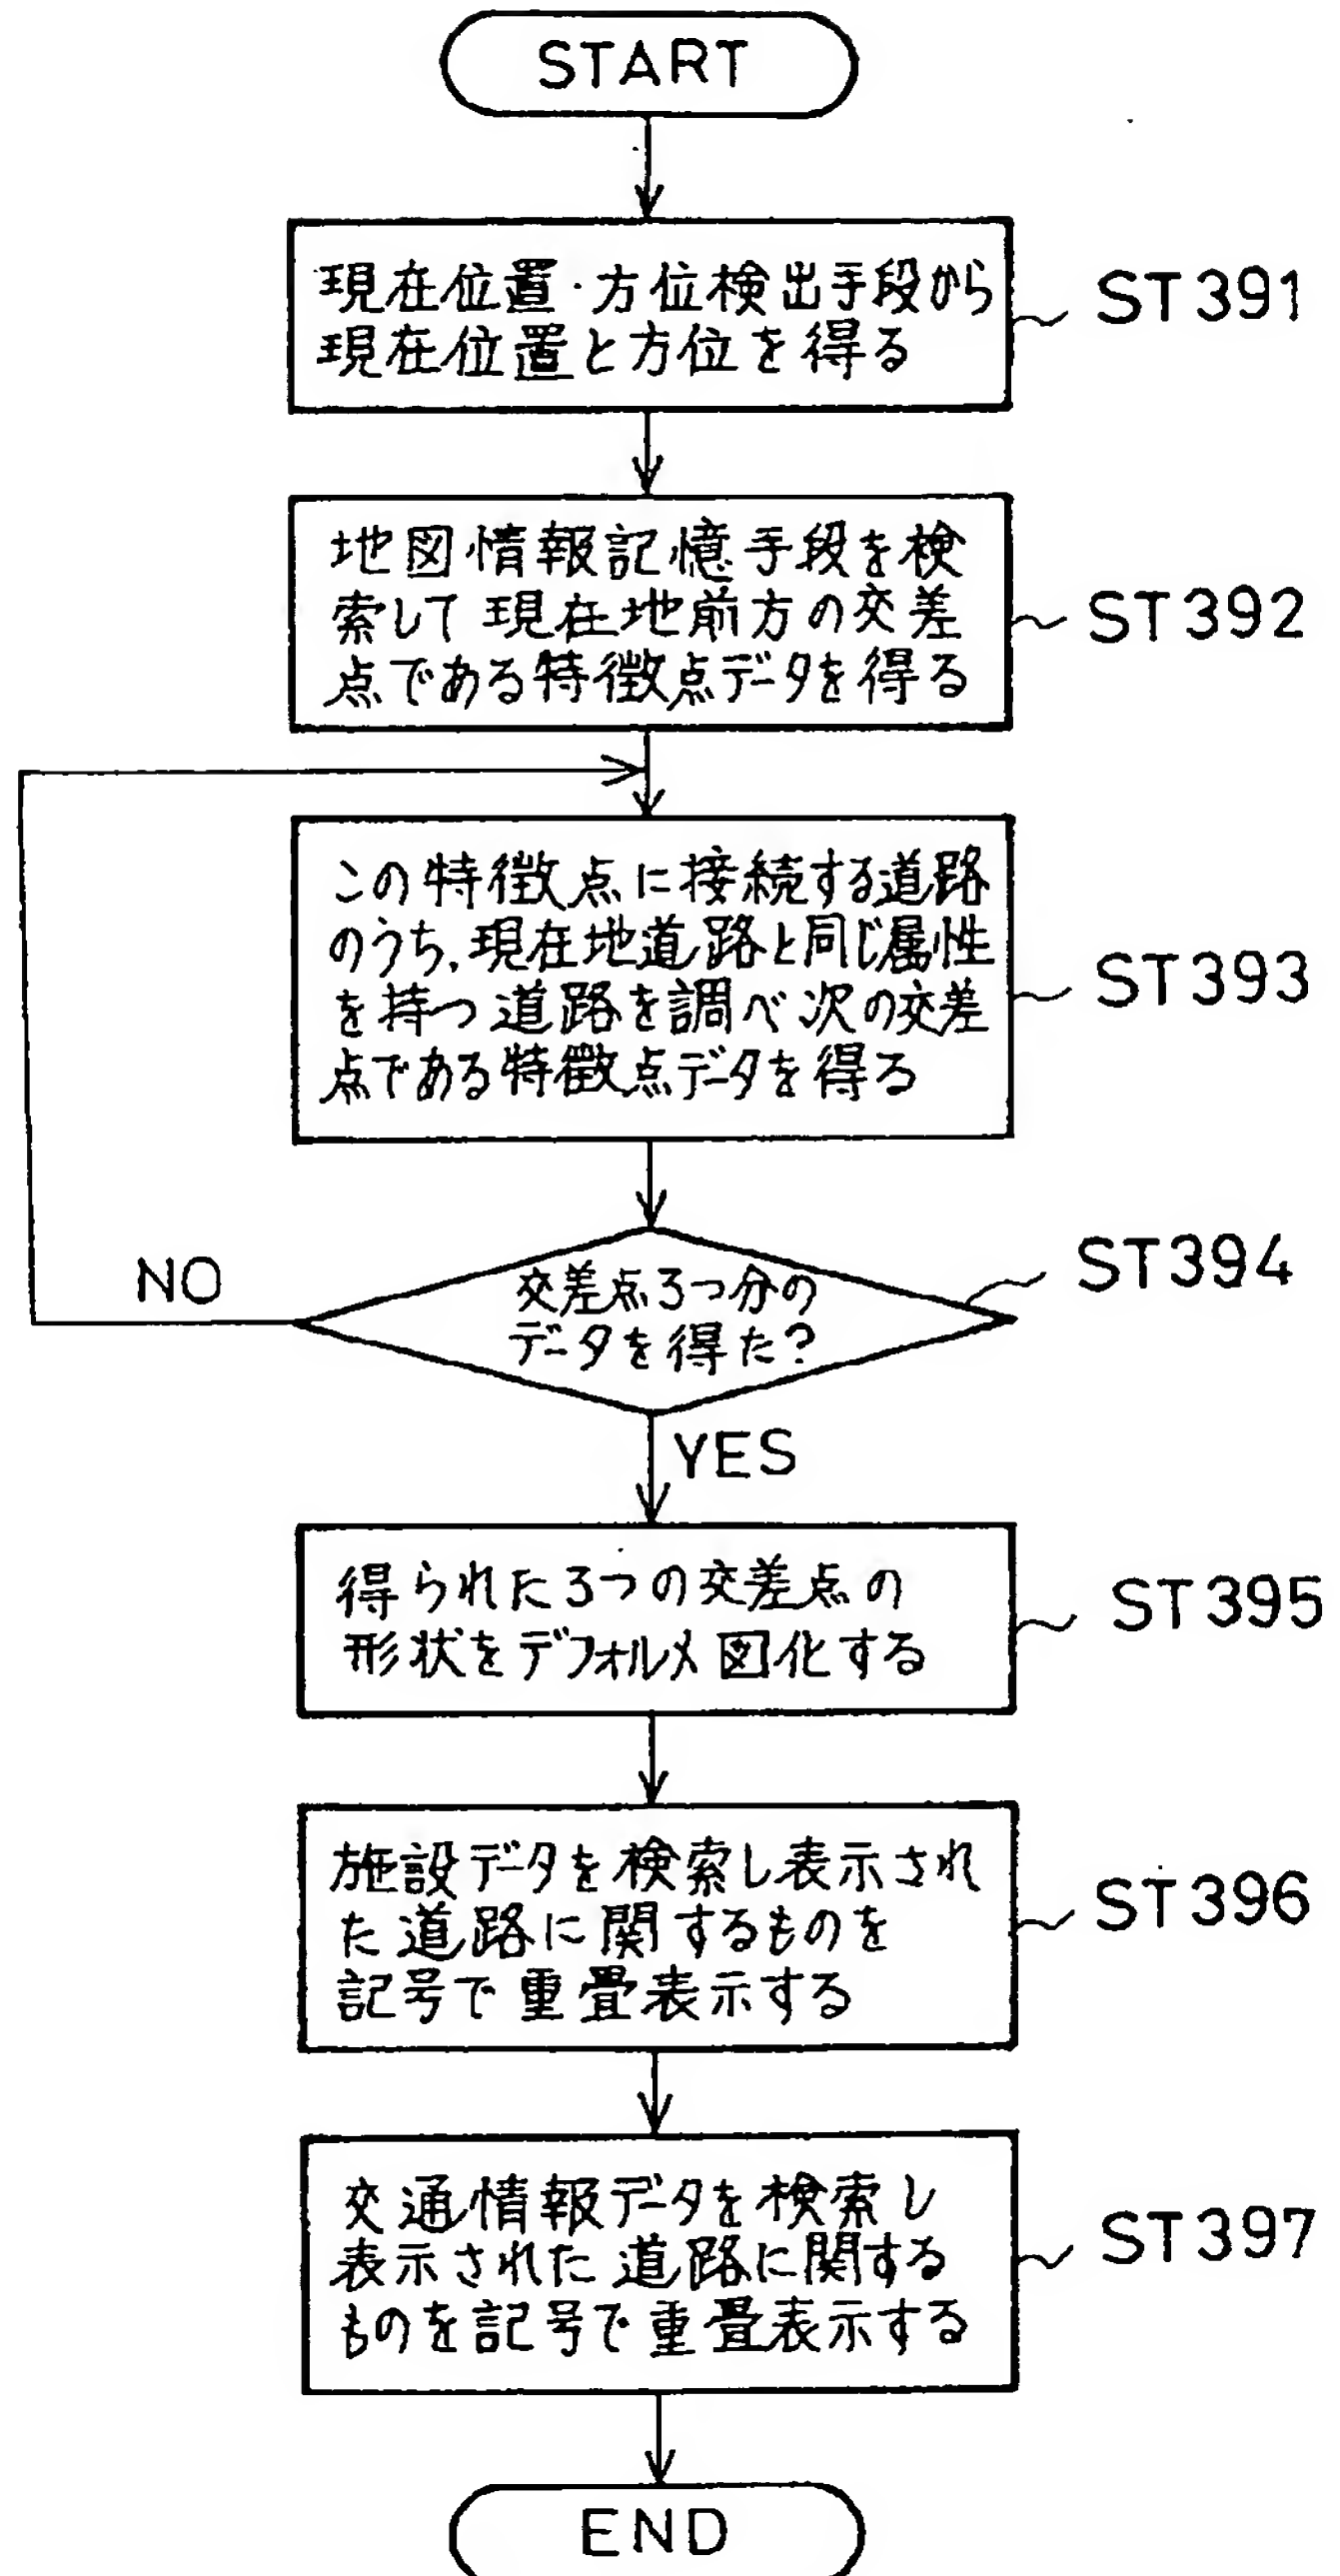 START
現在位置・方位検出手段から
現在位置と方位を得る
ST391
地図情報記憶手段を検
索して現在地前方の交差
点である特徴点データを得る
ST392
この特徴点に接続する道路
のうち、現在地道路と同じ属性
を持つ道路を調べ次の交差
点である特徴点データを得る
ST393
交差点3つ分の
データを得た?
ST394
NO
YES
得られた3つの交差点の
形状をデフォルメ図化する
ST395
施設データを検索し表示され
た道路に関するものを
記号で重畳表示する
ST396
交通情報データを検索し
表示された道路に関する
ものを記号で重畳表示する
ST397
END